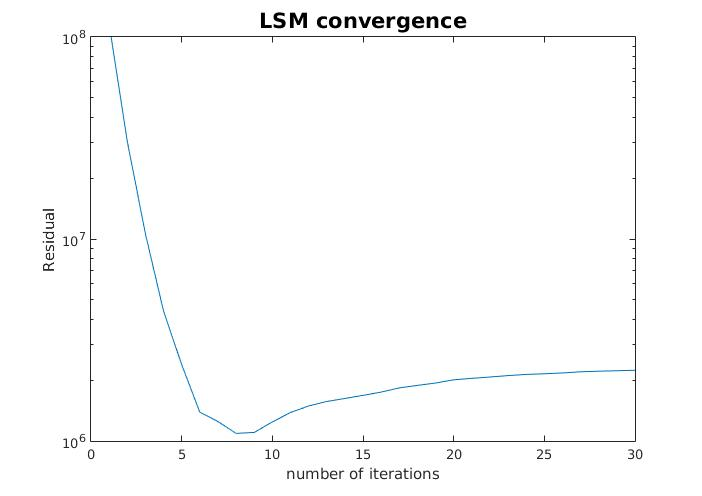 LSM convergence
10^8
10^7
10^6
Residual
0 5 10 15 20 25 30
number of iterations